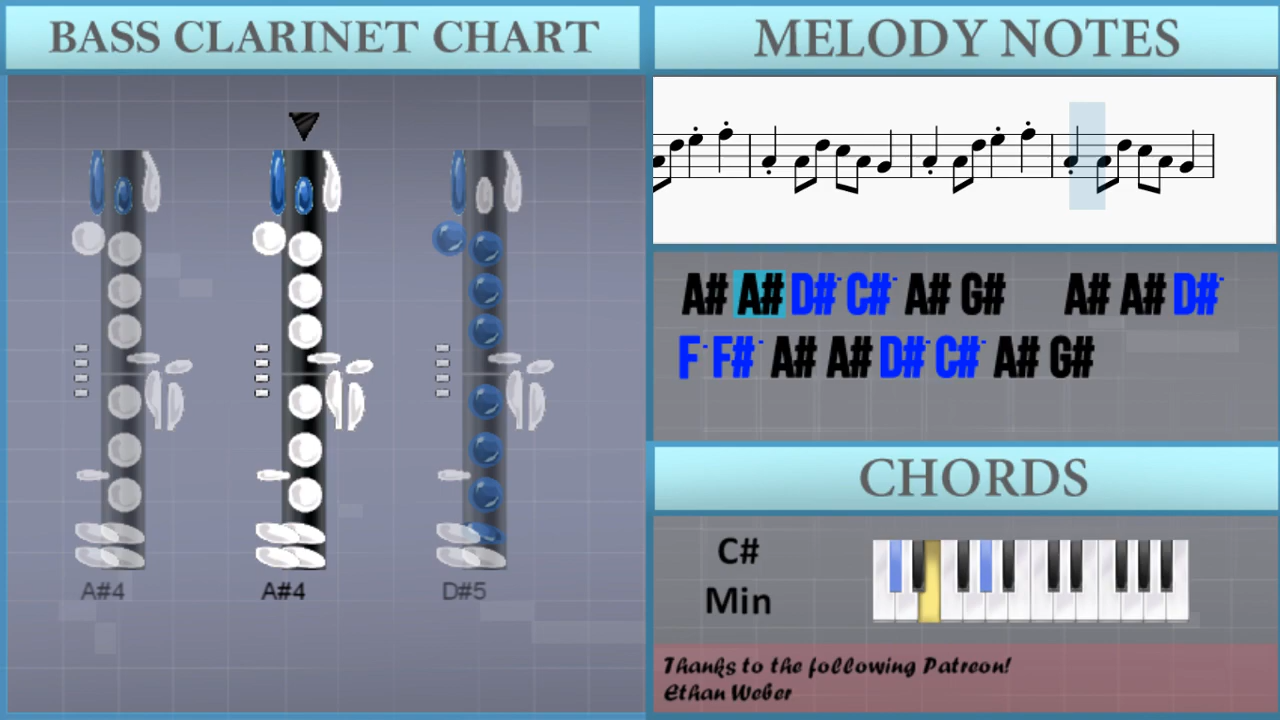 BASS CLARINET CHART
MELODY NOTES
A# A# D#- C#- A# G# A# A# D#-
F- F#- A# A# D#- C#- A# G#
A#4 A#4 D#5
CHORDS
C#
Min
Thanks to the following Patreon!
Ethan Weber